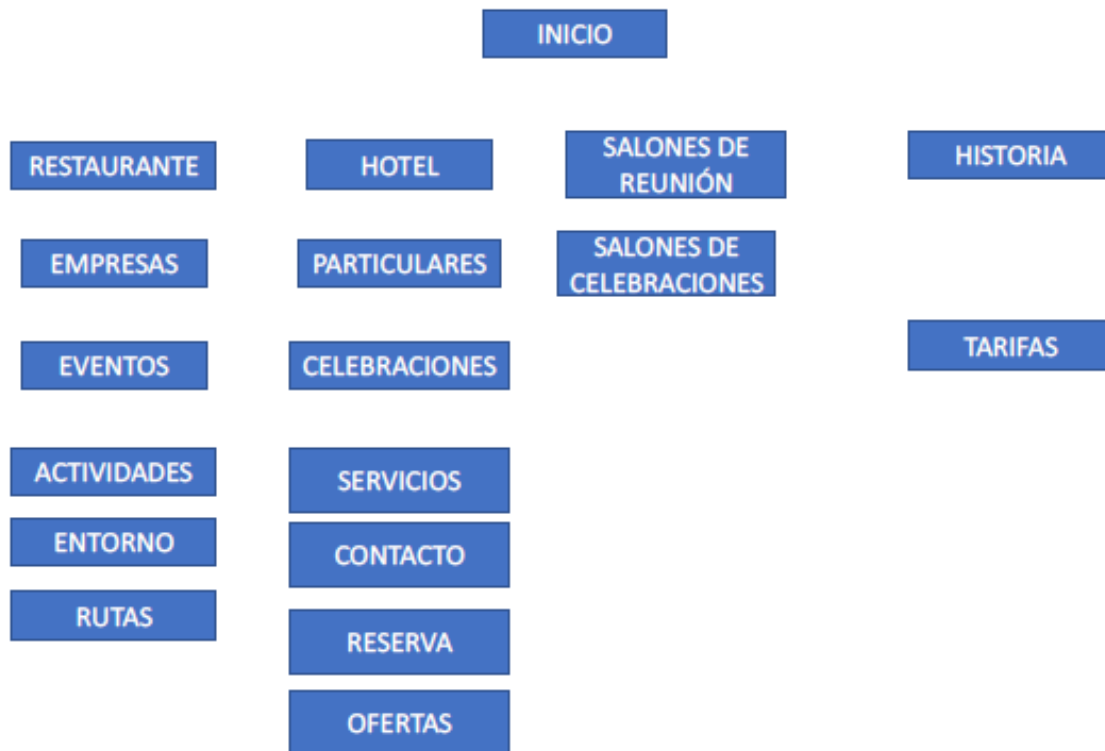 INICIO
RESTAURANTE
HOTEL
SALONES DE
REUNIÓN
HISTORIA
EMPRESAS
PARTICULARES
SALONES DE
CELEBRACIONES
EVENTOS
CELEBRACIONES
TARIFAS
ACTIVIDADES
SERVICIOS
ENTORNO
CONTACTO
RUTAS
RESERVA
OFERTAS